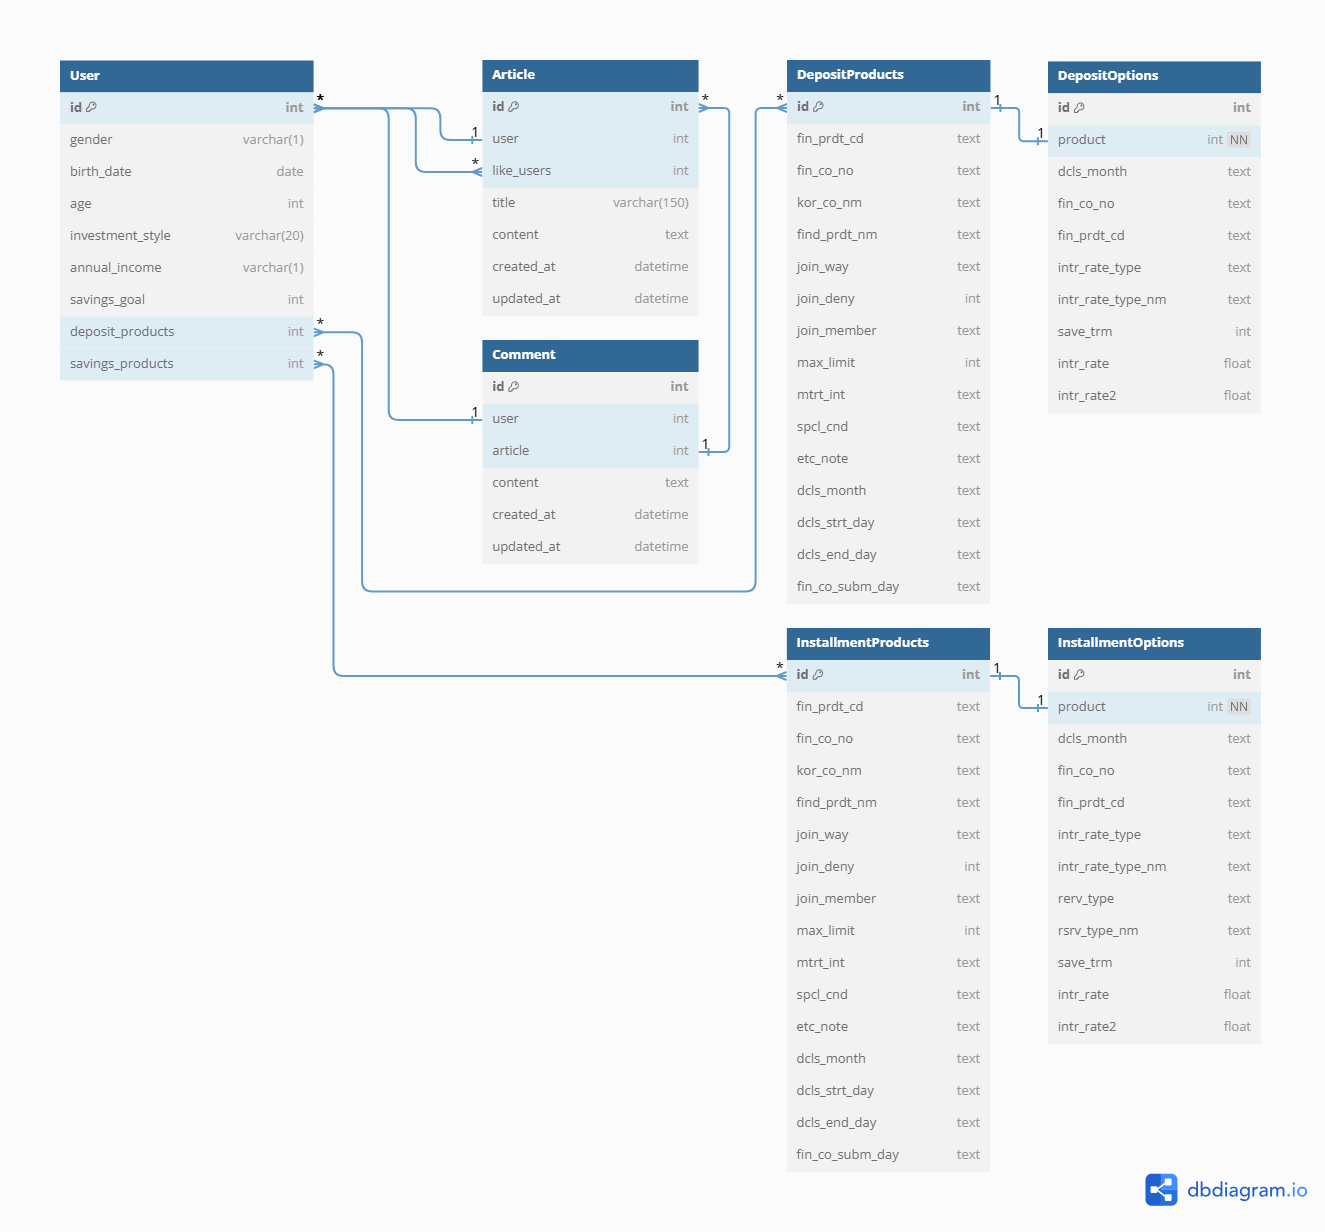 User
id int
gender varchar(1)
birth_date date
age int
investment_style varchar(20)
annual_income varchar(1)
savings_goal int
deposit_products int
savings_products int
*
*
*
Article
id int
user int
like_users int
title varchar(150)
content text
created_at datetime
updated_at datetime
1
*
*
Comment
id int
user int
article int
content text
created_at datetime
updated_at datetime
1
1
DepositProducts
id int
fin_prdt_cd text
fin_co_no text
kor_co_nm text
find_prdt_nm text
join_way text
join_deny int
join_member text
max_limit int
mtrt_int text
spcl_cnd text
etc_note text
dcls_month text
dcls_strt_day text
dcls_end_day text
fin_co_subm_day text
*
1
DepositOptions
id int
product int NN
dcls_month text
fin_co_no text
fin_prdt_cd text
intr_rate_type text
intr_rate_type_nm text
save_trm int
intr_rate float
intr_rate2 float
1
InstallmentProducts
id int
fin_prdt_cd text
fin_co_no text
kor_co_nm text
find_prdt_nm text
join_way text
join_deny int
join_member text
max_limit int
mtrt_int text
spcl_cnd text
etc_note text
dcls_month text
dcls_strt_day text
dcls_end_day text
fin_co_subm_day text
*
1
InstallmentOptions
id int
product int NN
dcls_month text
fin_co_no text
fin_prdt_cd text
intr_rate_type text
intr_rate_type_nm text
rerv_type text
rsrv_type_nm text
save_trm int
intr_rate float
intr_rate2 float
1
dbdiagram.io